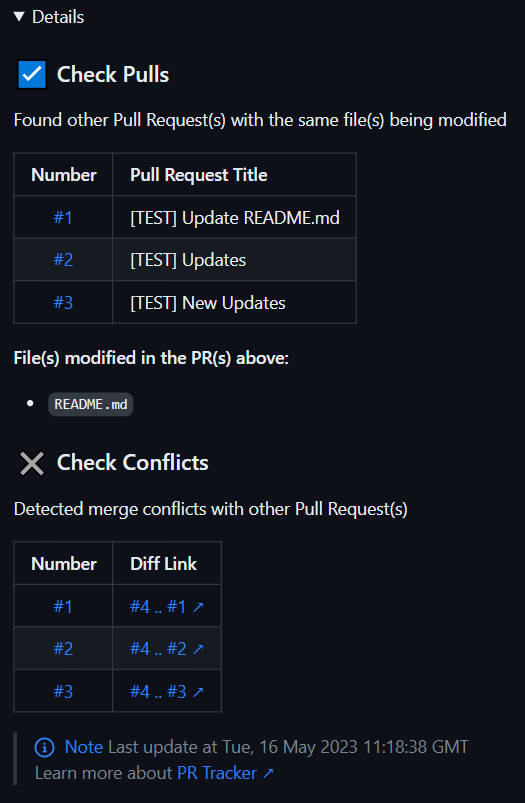 Details
Check Pulls
Found other Pull Request(s) with the same file(s) being modified
Number Pull Request Title
#1 [TEST] Update README.md
#2 [TEST] Updates
#3 [TEST] New Updates
File(s) modified in the PR(s) above:
README.md
Check Conflicts
Detected merge conflicts with other Pull Request(s)
Number Diff Link
#1 #4 .. #1 ↗
#2 #4 .. #2 ↗
#3 #4 .. #3 ↗
Note Last update at Tue, 16 May 2023 11:18:38 GMT
Learn more about PR Tracker ↗